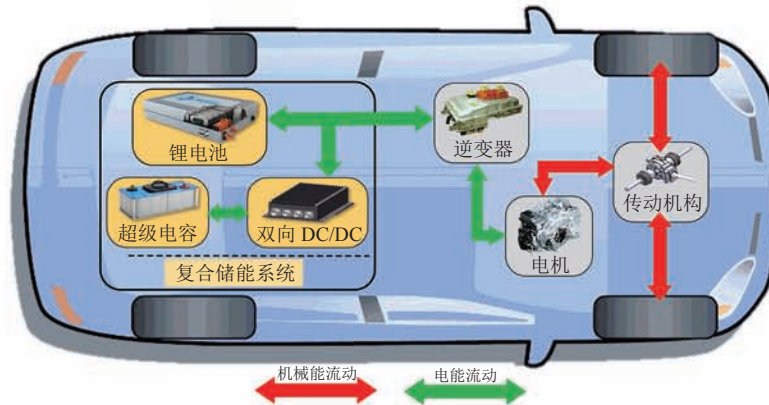 锂电池
逆变器
超级电容
双向 DC/DC
传动机构
电机
复合储能系统
机械能流动
电能流动